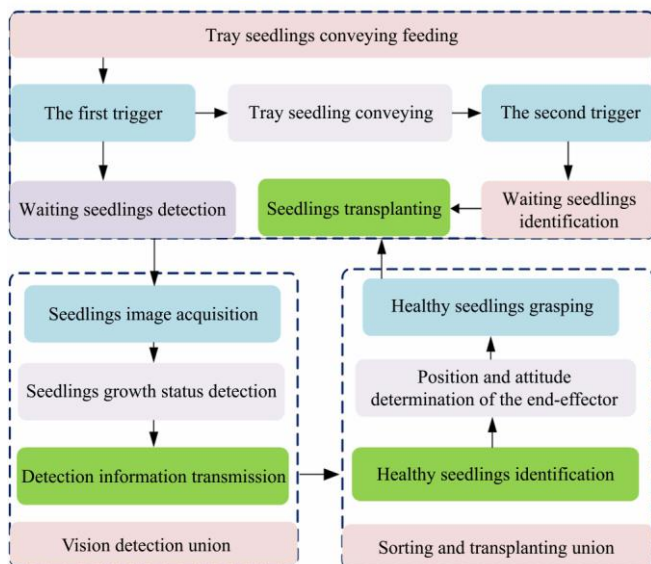 Tray seedlings conveying feeding
The first trigger
Tray seedling conveying
The second trigger
Waiting seedlings detection
Seedlings transplanting
Waiting seedlings
identification
Seedlings image acquisition
Seedlings growth status detection
Detection information transmission
Vision detection union
Healthy seedlings grasping
Position and attitude
determination of the end-effector
Healthy seedlings identification
Sorting and transplanting union